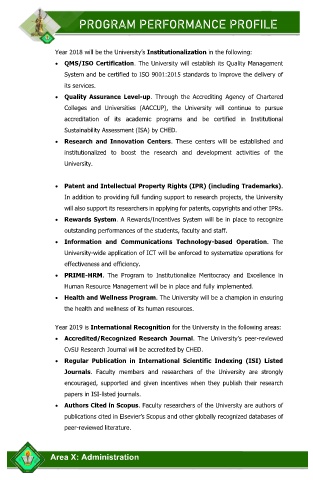 PROGRAM PERFORMANCE PROFILE
Year 2018 will be the University's Institutionalization in the following:
• QMS/ISO Certification. The University will establish its Quality Management
System and be certified to ISO 9001:2015 standards to improve the delivery of
its services.
• Quality Assurance Level-up. Through the Accrediting Agency of Chartered
Colleges and Universities (AACCUP), the University will continue to pursue
accreditation of its academic programs and be certified in Institutional
Sustainability Assessment (ISA) by CHED.
• Research and Innovation Centers. These centers will be established and
institutionalized to boost the research and development activities of the
University.
• Patent and Intellectual Property Rights (IPR) (including Trademarks).
In addition to providing full funding support to research projects, the University
will also support its researchers in applying for patents, copyrights and other IPRs.
• Rewards System. A Rewards/Incentives System will be in place to recognize
outstanding performances of the students, faculty and staff.
• Information and Communications Technology-based Operation. The
University-wide application of ICT will be enforced to systematize operations for
effectiveness and efficiency.
• PRIME-HRM. The Program to Institutionalize Meritocracy and Excellence in
Human Resource Management will be in place and fully implemented.
• Health and Wellness Program. The University will be a champion in ensuring
the health and wellness of its human resources.
Year 2019 is International Recognition for the University in the following areas:
• Accredited/Recognized Research Journal. The University's peer-reviewed
CvSU Research Journal will be accredited by CHED.
• Regular Publication in International Scientific Indexing (ISI) Listed
Journals. Faculty members and researchers of the University are strongly
encouraged, supported and given incentives when they publish their research
papers in ISI-listed journals.
• Authors Cited in Scopus. Faculty researchers of the University are authors of
publications cited in Elsevier's Scopus and other globally recognized databases of
peer-reviewed literature.
Area X: Administration